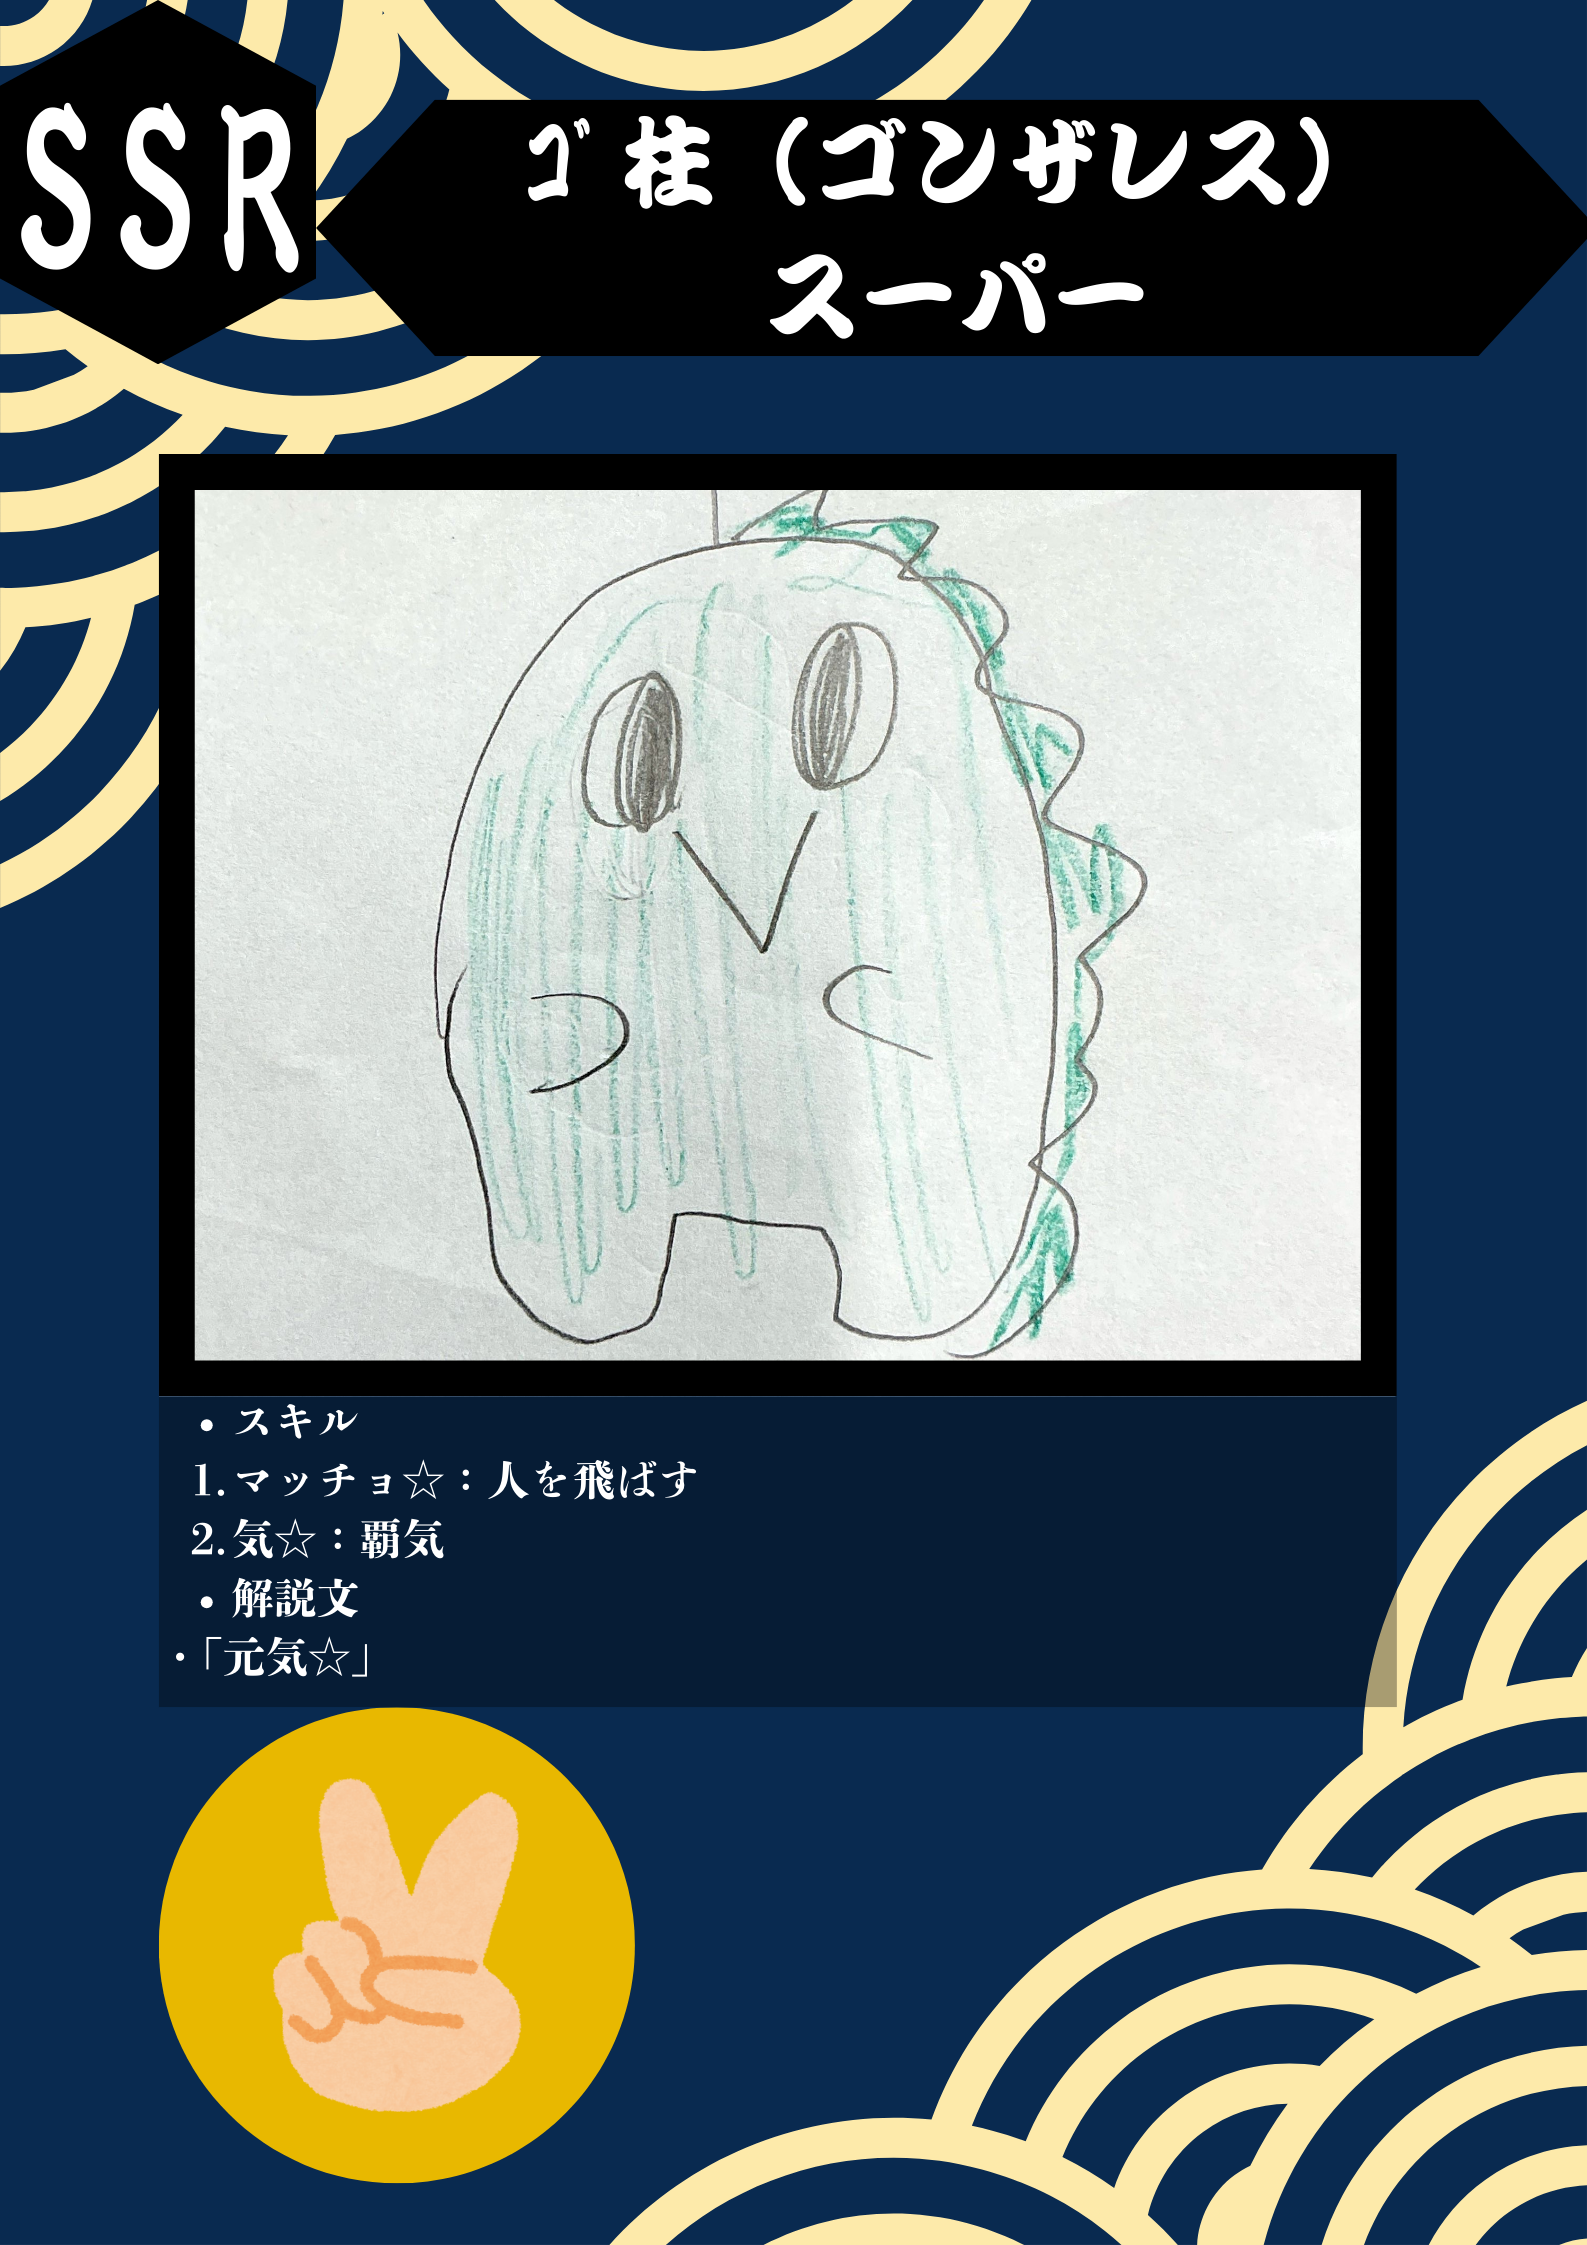 SSR
ｺﾞ柱（ゴンザレス）
スーパー
• スキル
1. マッチョ☆：人を飛ばす
2. 気☆：覇気
• 解説文
・「元気☆」